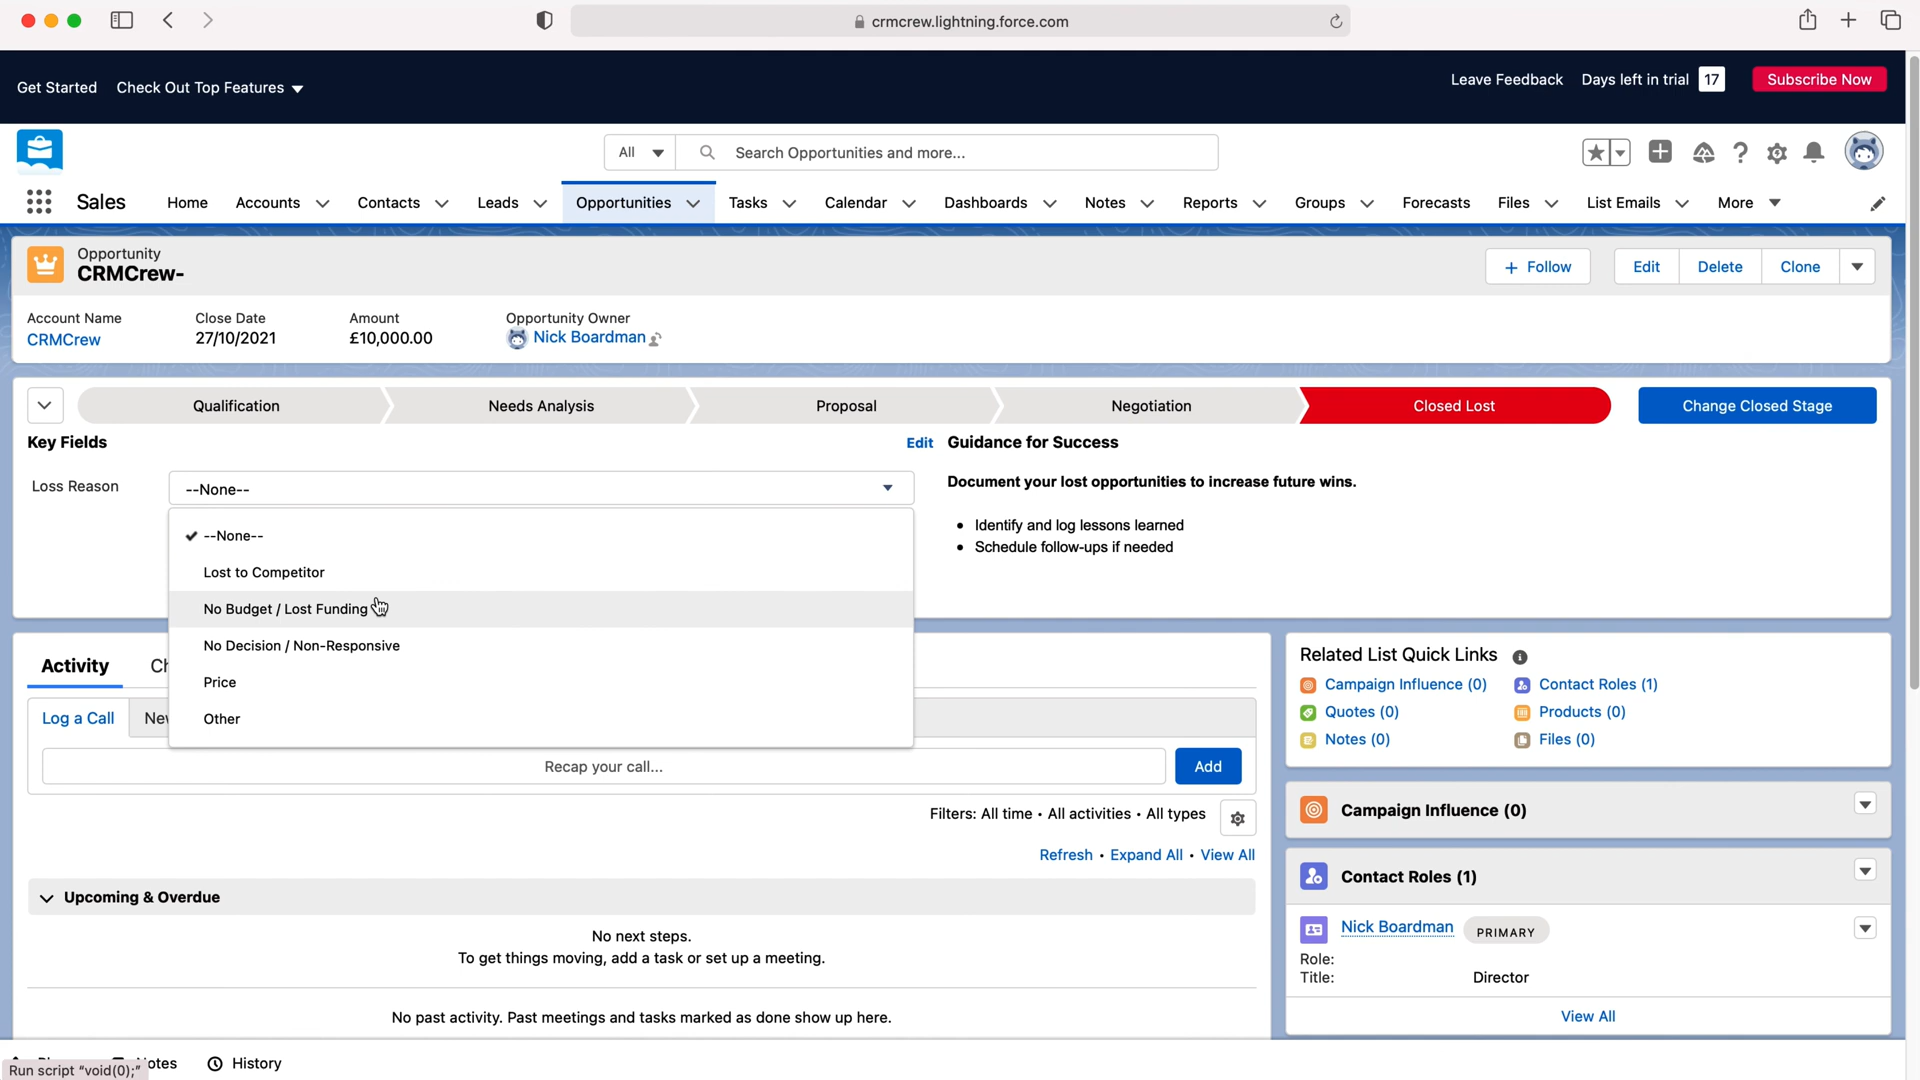 crmcrew.lightning.force.com
Get Started Check Out Top Features
Leave Feedback Days left in trial 17 Subscribe Now
All Search Opportunities and more...
Sales Home Accounts Contacts Leads Opportunities Tasks Calendar Dashboards Notes Reports Groups Forecasts Files List Emails More
Opportunity
CRMCrew-
+ Follow Edit Delete Clone
Account Name Close Date Amount Opportunity Owner
CRMCrew 27/10/2021 £10,000.00 Nick Boardman
Qualification Needs Analysis Proposal Negotiation Closed Lost Change Closed Stage
Key Fields Edit Guidance for Success
Loss Reason --None--
Document your lost opportunities to increase future wins.
• Identify and log lessons learned
• Schedule follow-ups if needed
--None--
Lost to Competitor
No Budget / Lost Funding
No Decision / Non-Responsive
Price
Other
Activity Ch
Log a Call Nev
Recap your call... Add
Filters: All time • All activities • All types
Refresh • Expand All • View All
Upcoming & Overdue
No next steps.
To get things moving, add a task or set up a meeting.
No past activity. Past meetings and tasks marked as done show up here.
Related List Quick Links
Campaign Influence (0) Contact Roles (1)
Quotes (0) Products (0)
Notes (0) Files (0)
Campaign Influence (0)
Contact Roles (1)
Nick Boardman PRIMARY
Role:
Title: Director
View All
otes History
Run script “void(0);”